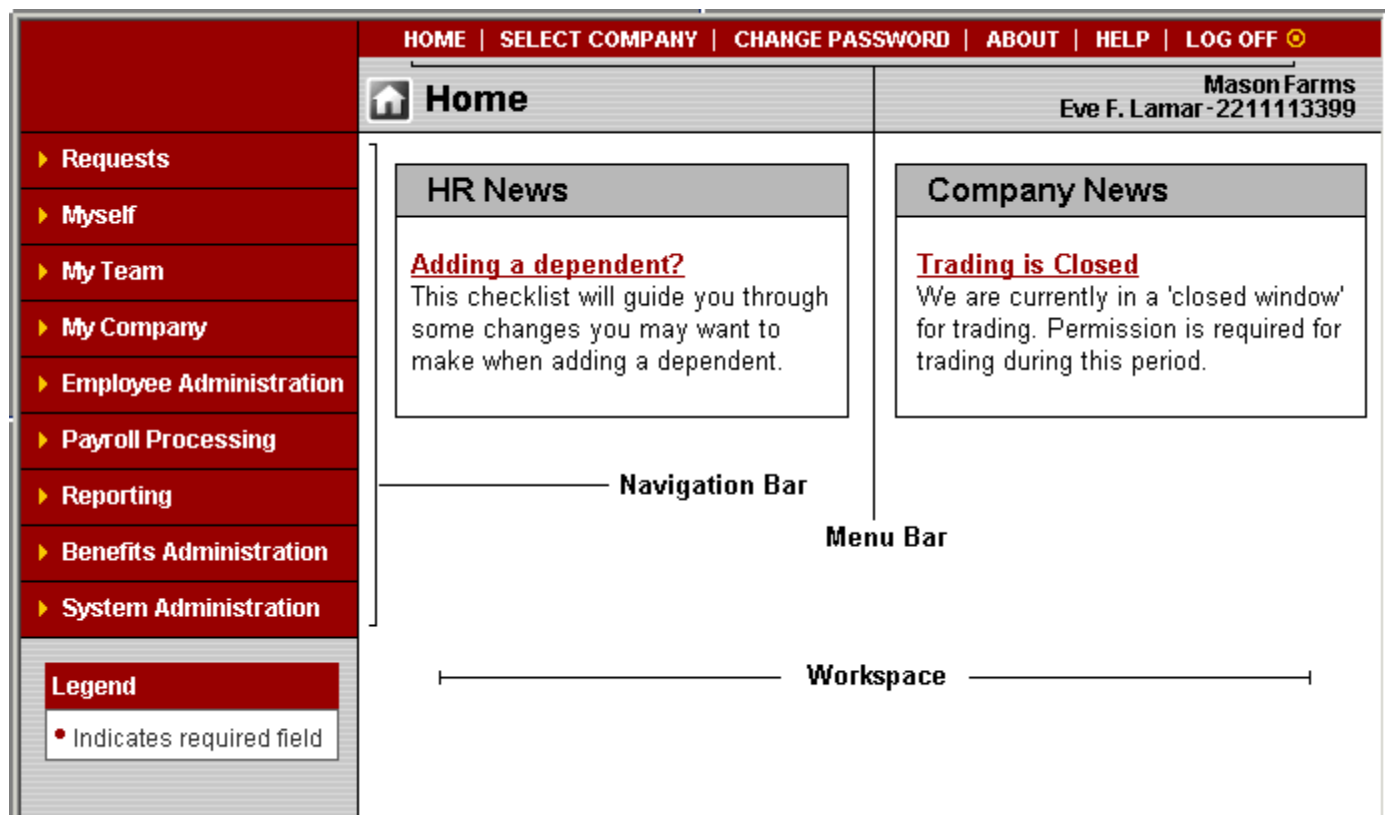 HOME | SELECT COMPANY | CHANGE PASSWORD | ABOUT | HELP | LOG OFF
Home
Mason Farms
Eve F. Lamar-2211113399
Requests
Myself
My Team
My Company
Employee Administration
Payroll Processing
Reporting
Benefits Administration
System Administration
Legend
• Indicates required field
HR News
Adding a dependent?
This checklist will guide you through
some changes you may want to
make when adding a dependent.
Company News
Trading is Closed
We are currently in a 'closed window'
for trading. Permission is required for
trading during this period.
Navigation Bar
Menu Bar
Workspace